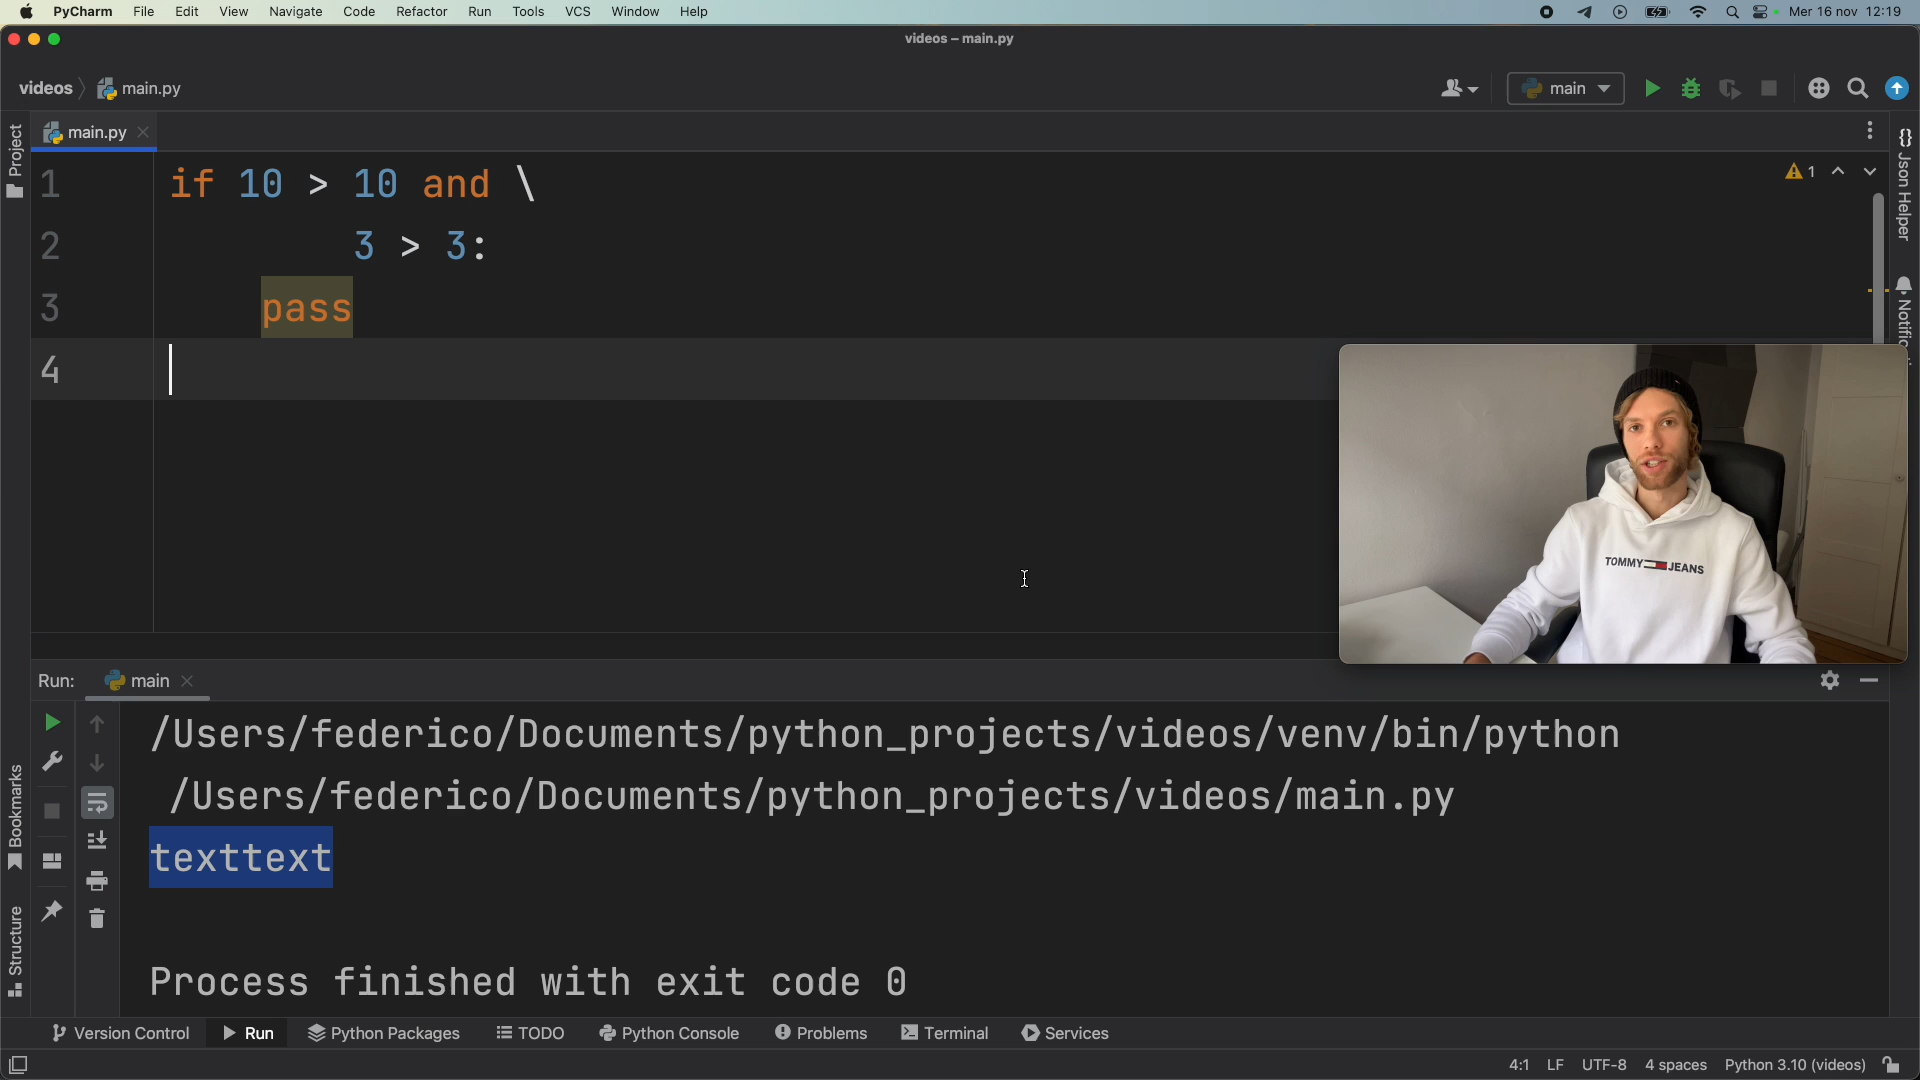 PyCharm File Edit View Navigate Code Refactor Run Tools VCS Window Help Mer 16 nov 12:19
videos – main.py
videos main.py main
main.py
Project
1 if 10 > 10 and \
2 3 > 3:
3 pass
4
1
{} Json Helper
TOMMY JEANS
Run: main
/Users/federico/Documents/python_projects/videos/venv/bin/python
/Users/federico/Documents/python_projects/videos/main.py
texttext
Process finished with exit code 0
Bookmarks
Structure
Version Control Run Python Packages TODO Python Console Problems Terminal Services
4:1 LF UTF-8 4 spaces Python 3.10 (videos)